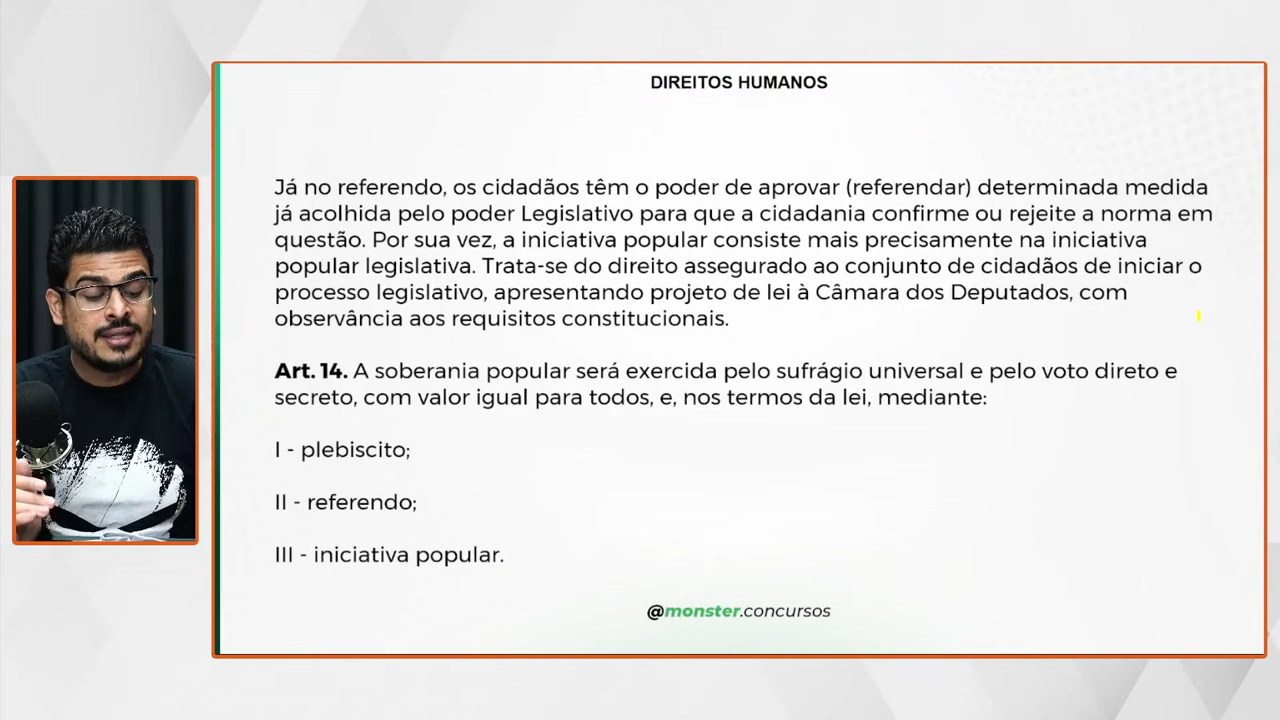 DIREITOS HUMANOS
Já no referendo, os cidadãos têm o poder de aprovar (referendar) determinada medida
já acolhida pelo poder Legislativo para que a cidadania confirme ou rejeite a norma em
questão. Por sua vez, a iniciativa popular consiste mais precisamente na iniciativa
popular legislativa. Trata-se do direito assegurado ao conjunto de cidadãos de iniciar o
processo legislativo, apresentando projeto de lei à Câmara dos Deputados, com
observância aos requisitos constitucionais.
Art. 14. A soberania popular será exercida pelo sufrágio universal e pelo voto direto e
secreto, com valor igual para todos, e, nos termos da lei, mediante:
I - plebiscito;
II - referendo;
III - iniciativa popular.
@monster.concursos